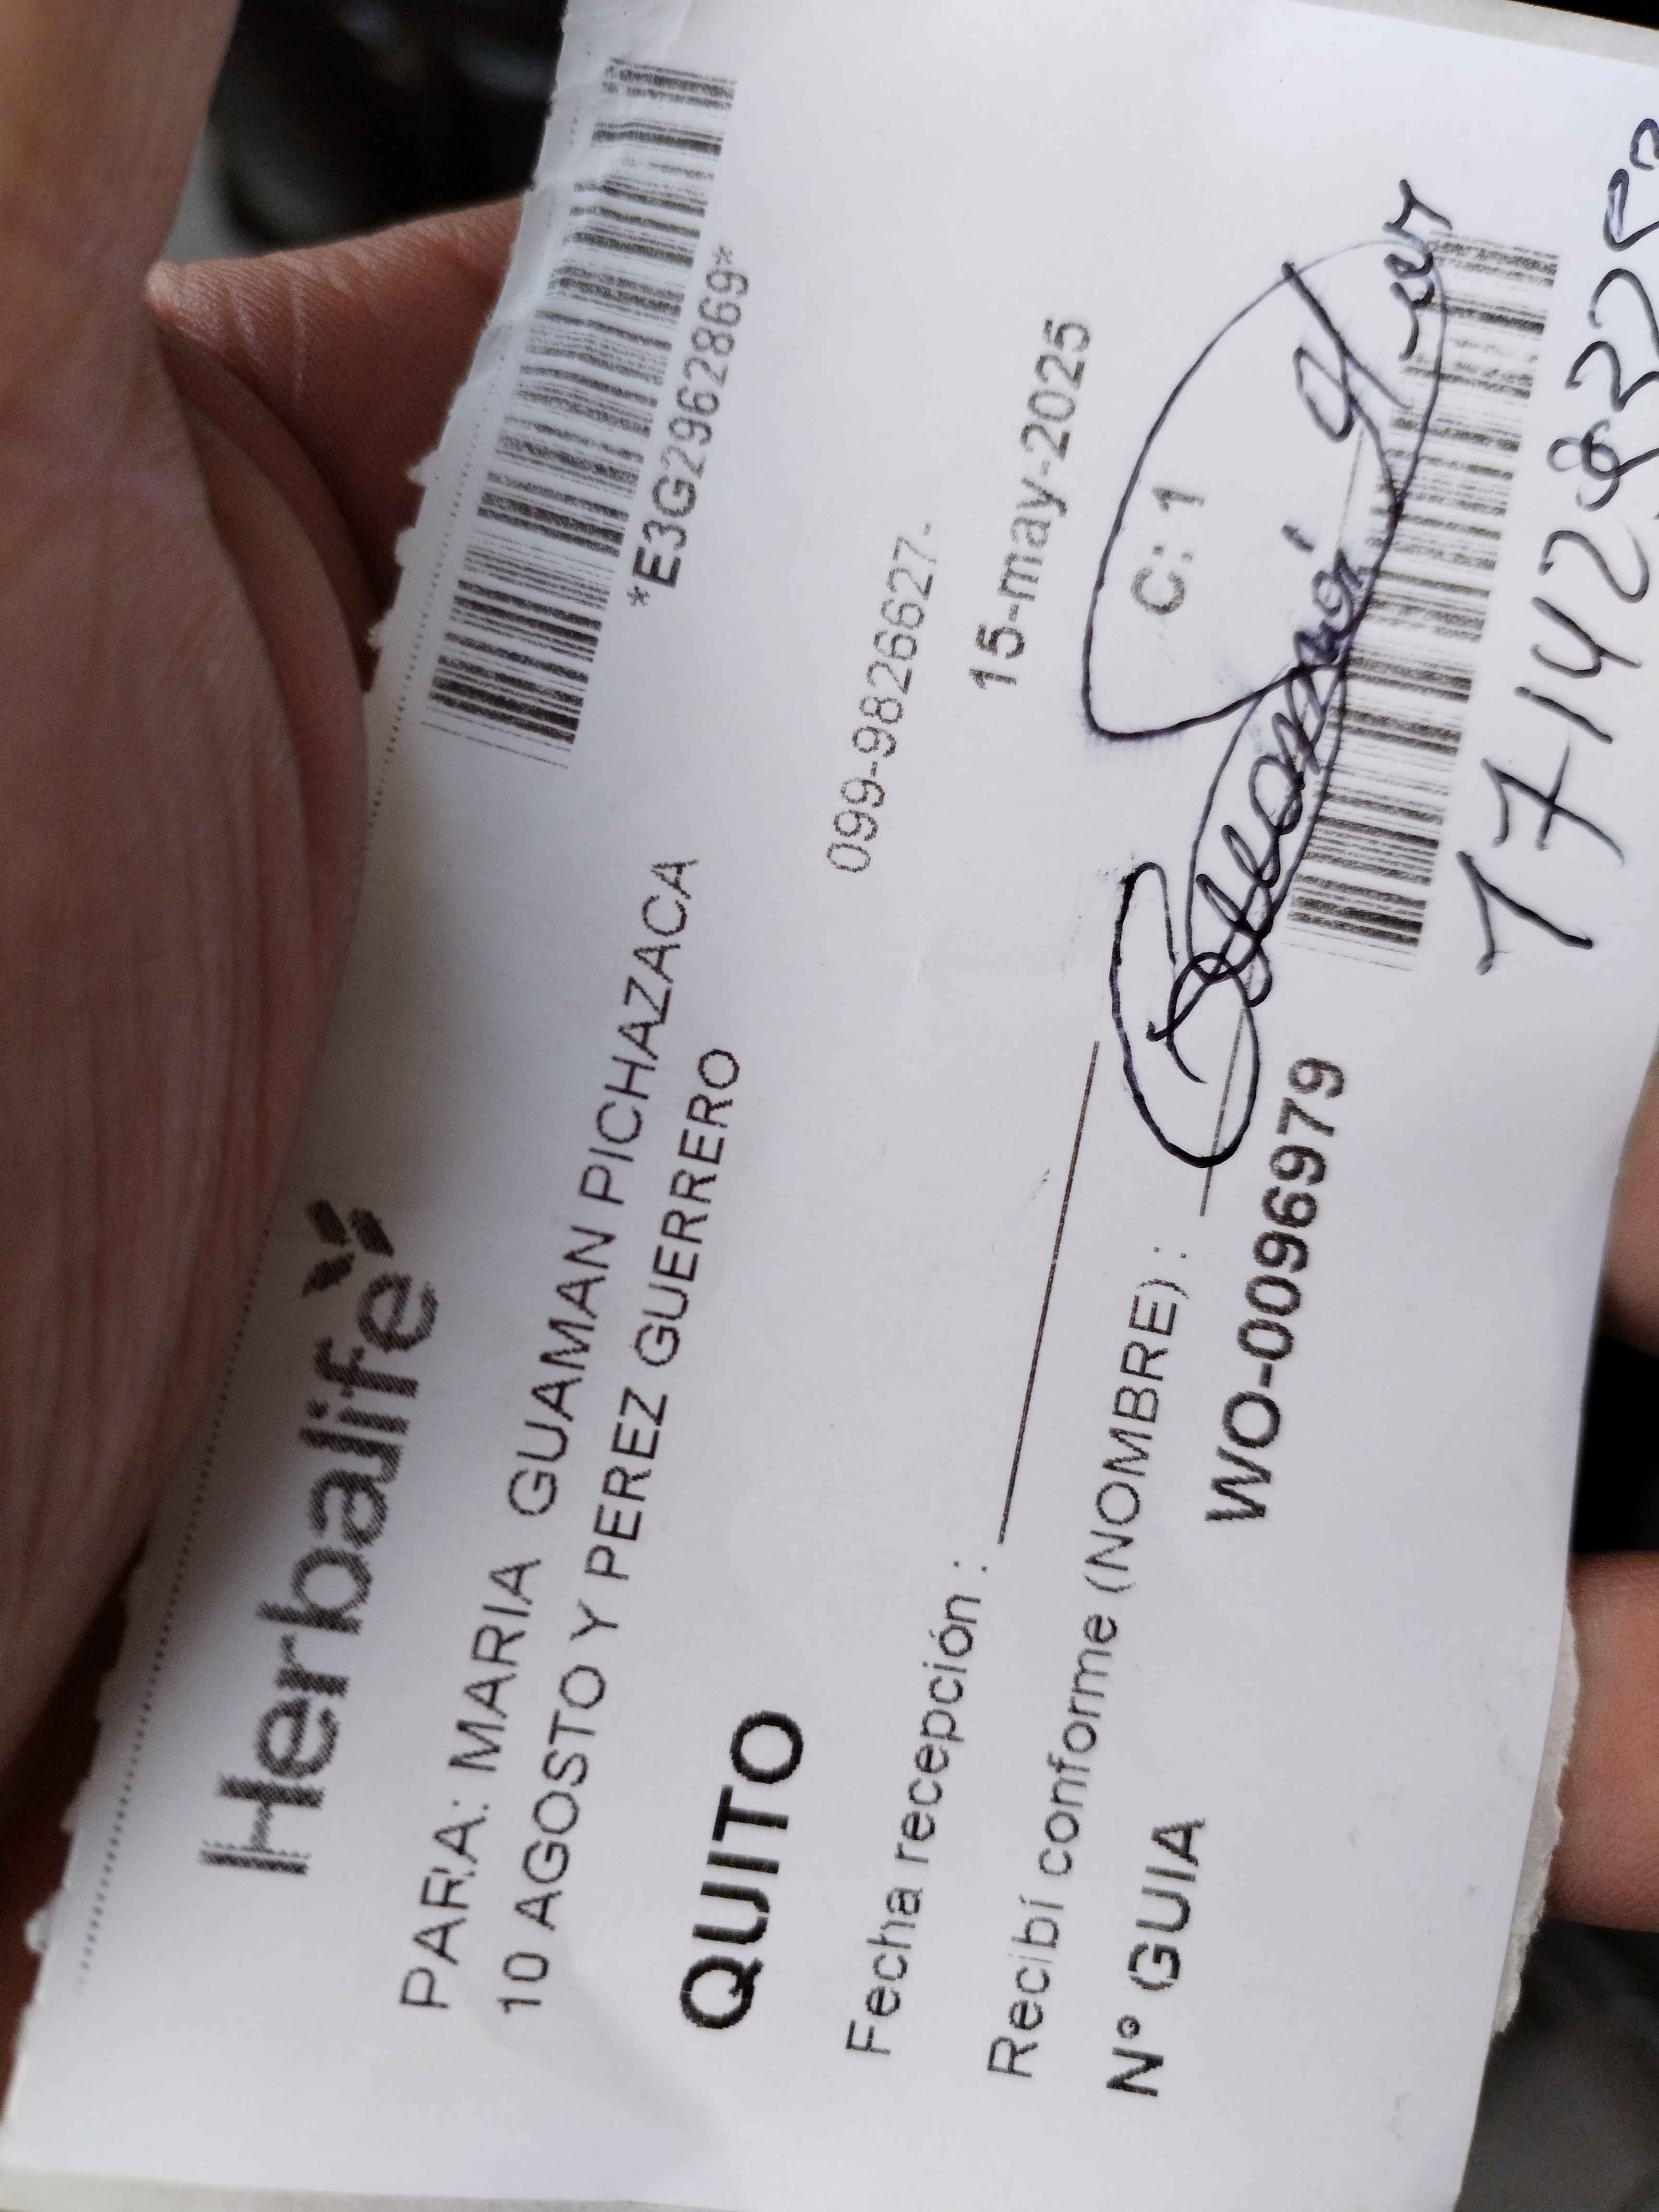 Herbalife
*E3G2962869*
PARA: MARIA GUAMAN PICHAZACA
10 AGOSTO Y PEREZ GUERRERO
QUITO
099-9826627-
Fecha recepción :
15-may-2025
Recibí conforme (NOMBRE) :
C: 1
Nº GUIA
WO-0096979